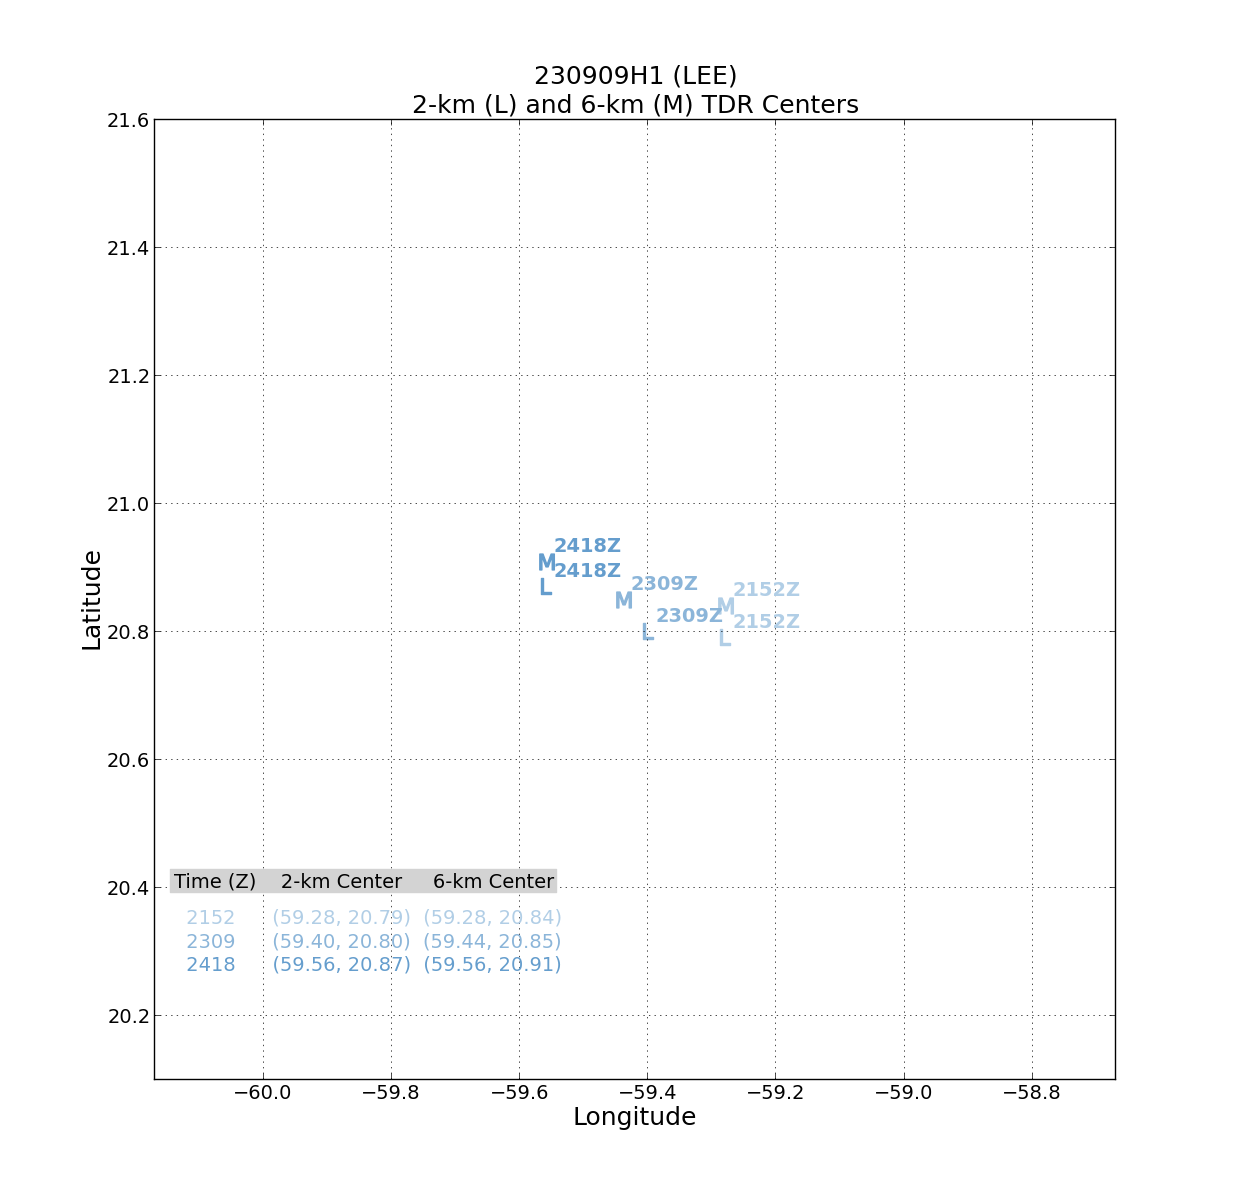 230909H1 (LEE)
2-km (L) and 6-km (M) TDR Centers
21.6
21.4
21.2
21.0
20.8
20.6
20.4
20.2
Latitude
M 2418Z
L 2418Z
M 2309Z
L 2309Z
M 2152Z
L 2152Z
Time (Z) 2-km Center 6-km Center
2152 (59.28, 20.79) (59.28, 20.84)
2309 (59.40, 20.80) (59.44, 20.85)
2418 (59.56, 20.87) (59.56, 20.91)
−60.0 −59.8 −59.6 −59.4 −59.2 −59.0 −58.8
Longitude